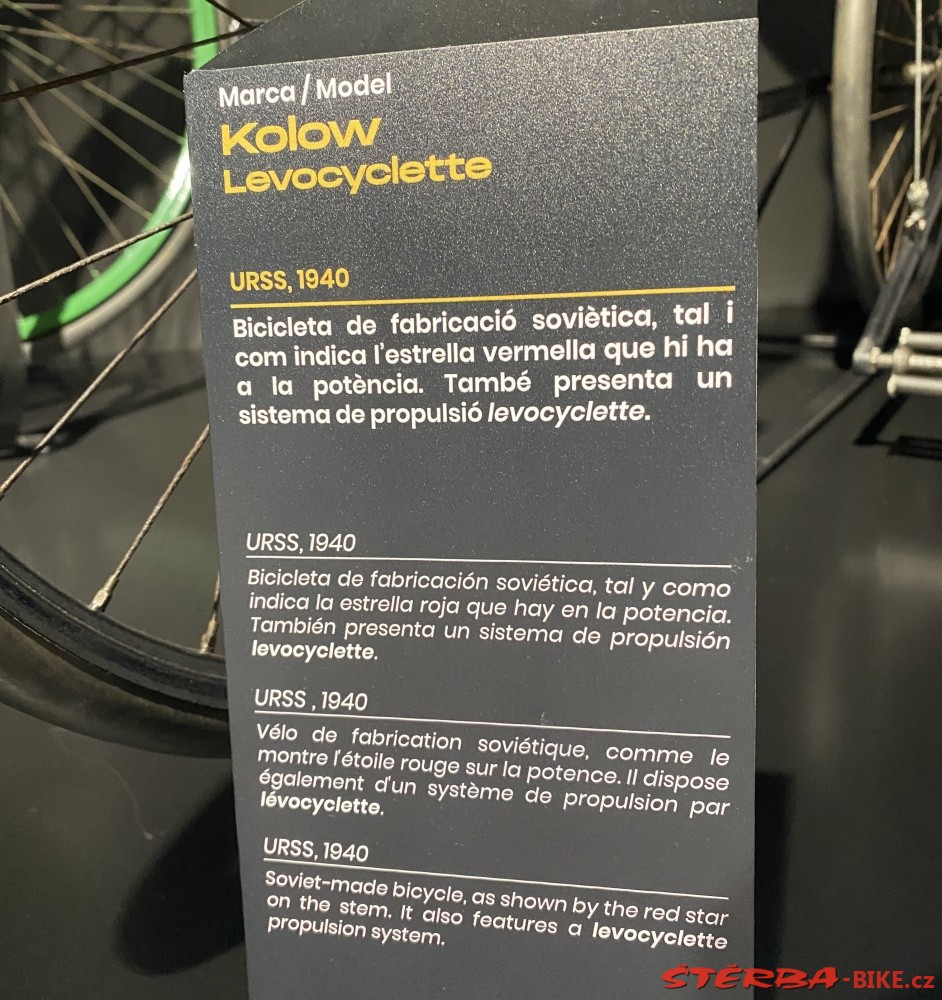 Marca / Model
Kolow
Levocyclette
URSS, 1940
Bicicleta de fabricació soviètica, tal i
com indica l'estrella vermella que hi ha
a la potència. També presenta un
sistema de propulsió levocyclette.
URSS, 1940
Bicicleta de fabricación soviética, tal y como
indica la estrella roja que hay en la potencia.
También presenta un sistema de propulsión
levocyclette.
URSS , 1940
Vélo de fabrication soviétique, comme le
montre l'étoile rouge sur la potence. Il dispose
également d'un système de propulsion par
lévocyclette.
URSS, 1940
Soviet-made bicycle, as shown by the red star
on the stem. It also features a levocyclette
propulsion system.
ŠTĚRBA-BIKE.cz